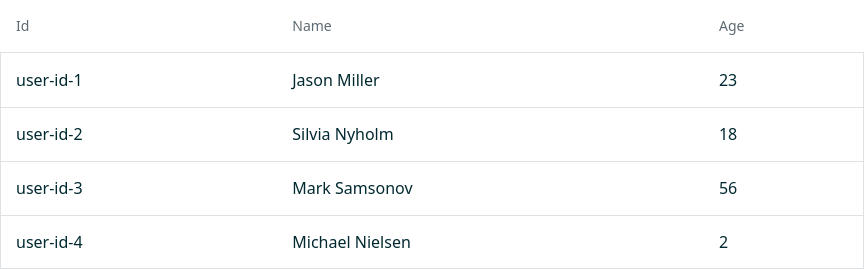 Id Name Age
user-id-1 Jason Miller 23
user-id-2 Silvia Nyholm 18
user-id-3 Mark Samsonov 56
user-id-4 Michael Nielsen 2